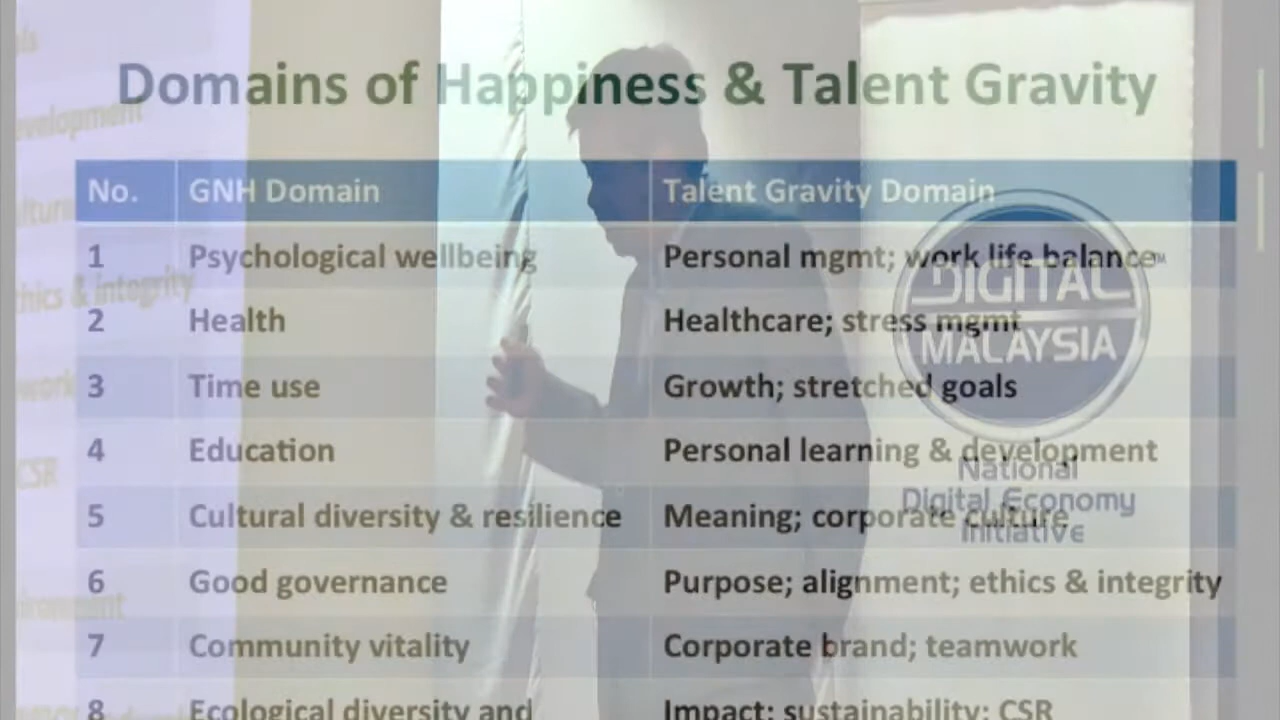 Domains of Happiness & Talent Gravity
No. GNH Domain Talent Gravity Domain
1 Psychological wellbeing Personal mgmt; work life balance
2 Health Healthcare; stress mgmt
3 Time use Growth; stretched goals
4 Education Personal learning & development
5 Cultural diversity & resilience Meaning; corporate culture
6 Good governance Purpose; alignment; ethics & integrity
7 Community vitality Corporate brand; teamwork
8 Ecological diversity and Impact; sustainability; CSR
DIGITAL
MALAYSIA
TM
National
Digital Economy
Initiative
& integrity
CSR